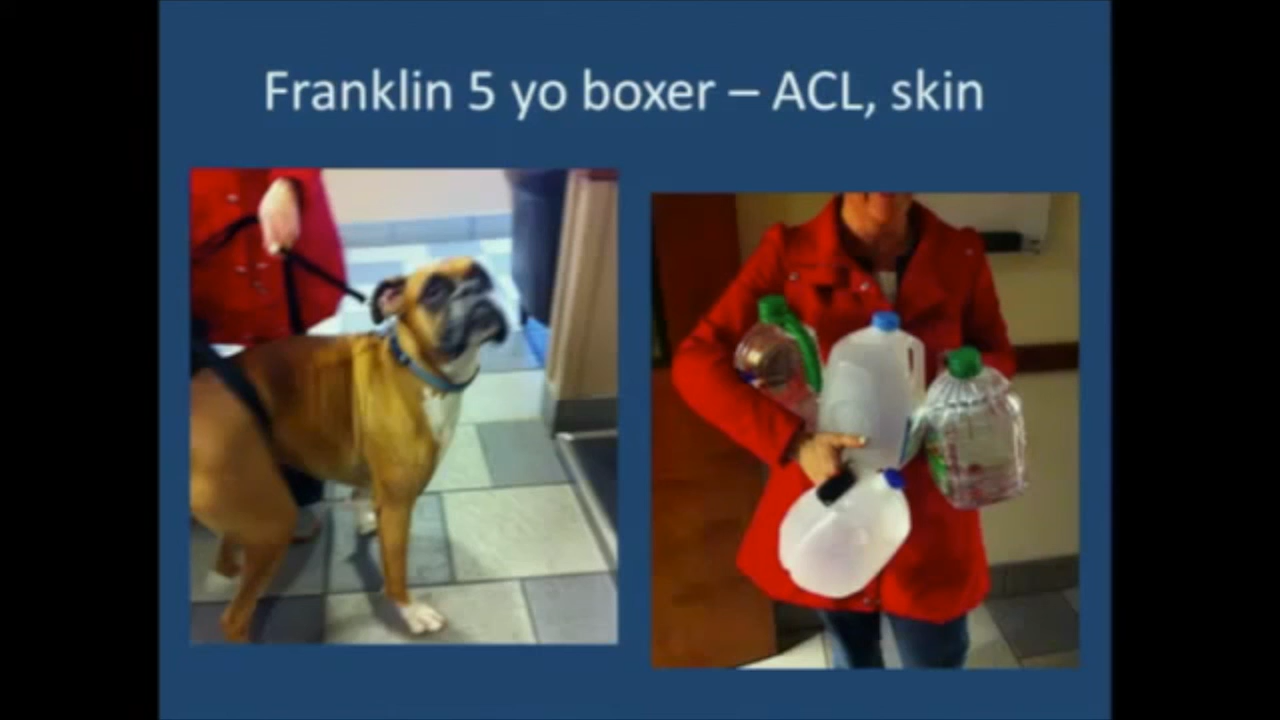 Franklin 5 yo boxer – ACL, skin